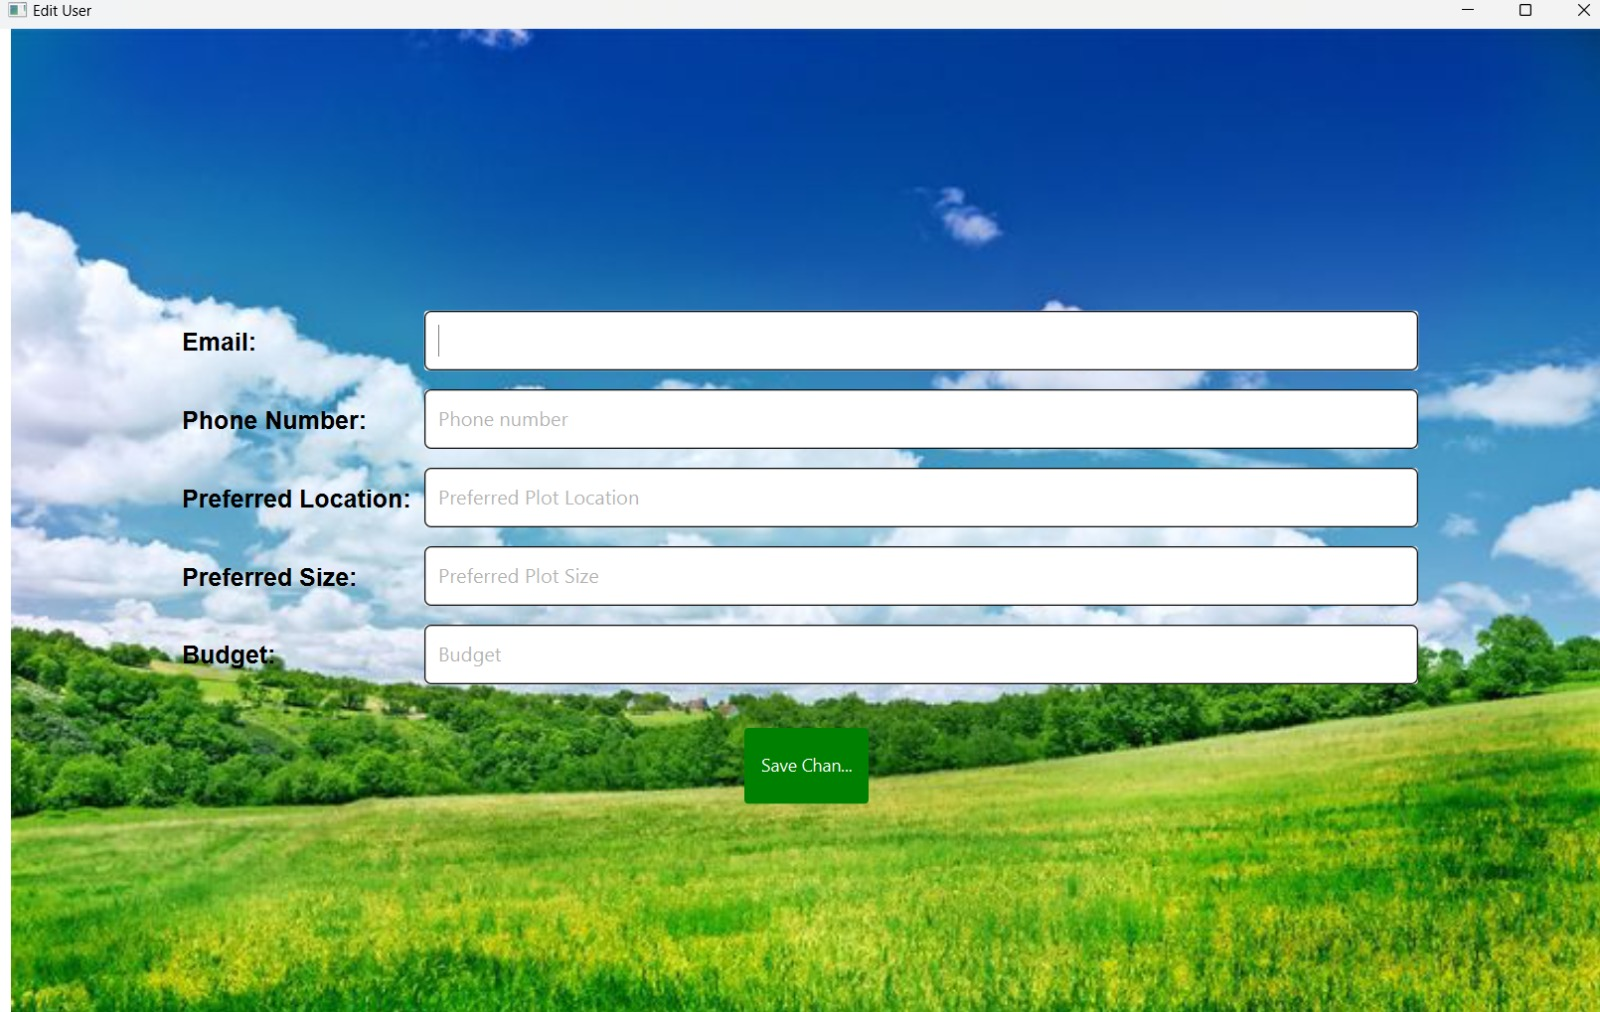 Edit User
Email:
Phone Number:
Phone number
Preferred Location:
Preferred Plot Location
Preferred Size:
Preferred Plot Size
Budget:
Budget
Save Chan...